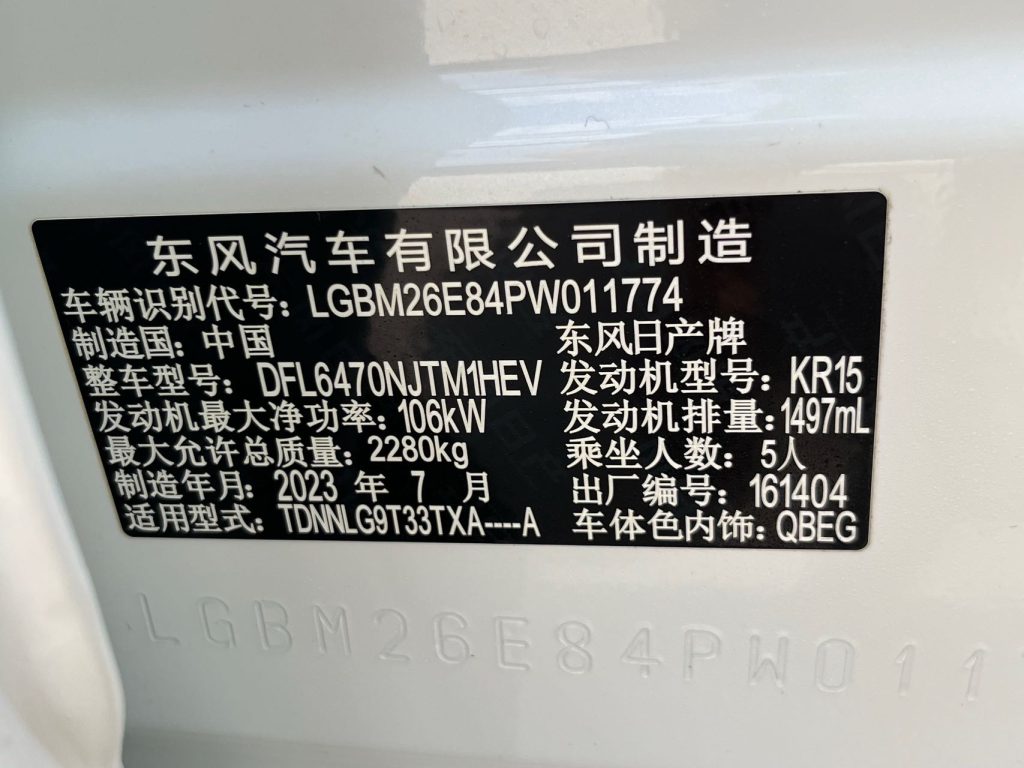 东风汽车有限公司制造
车辆识别代号: LGBM26E84PW011774
制造国: 中国 东风日产牌
整车型号: DFL6470NJTM1HEV 发动机型号: KR15
发动机最大净功率: 106kW 发动机排量: 1497mL
最大允许总质量: 2280kg 乘坐人数: 5人
制造年月: 2023 年 7 月 出厂编号: 161404
适用型式: TDNNLG9T33TXA----A 车体色内饰: QBEG
LGBM26E84PW011